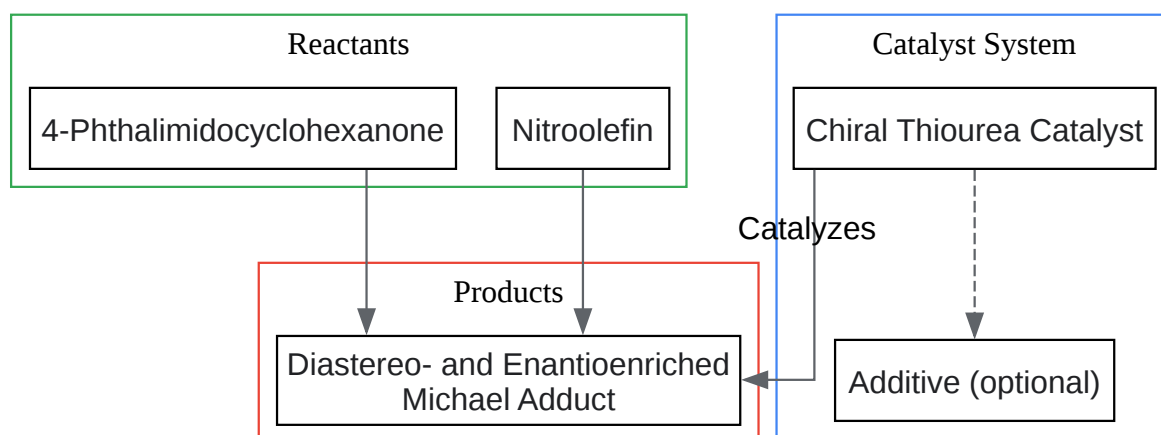 Reactants
Catalyst System
4-Phthalimidocyclohexanone
Nitroolefin
Chiral Thiourea Catalyst
Catalyzes
Products
Diastereo- and Enantioenriched
Michael Adduct
Additive (optional)